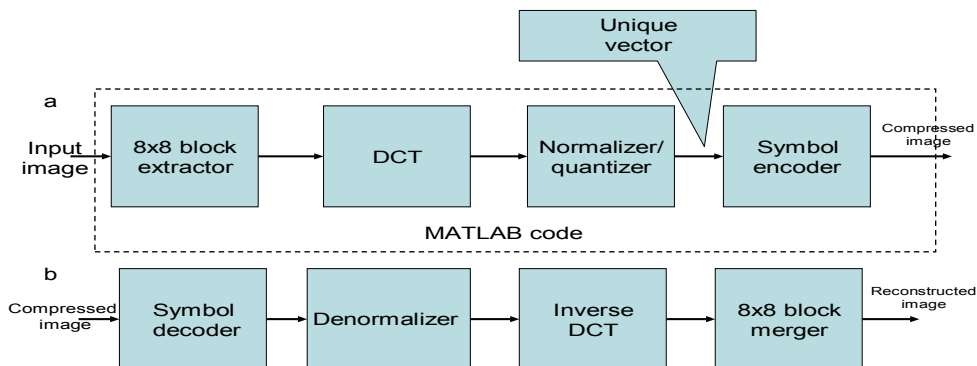 Unique
vector
a
Input
image
8x8 block
extractor
DCT
Normalizer/
quantizer
Symbol
encoder
Compressed
image
MATLAB code
b
Compressed
image
Symbol
decoder
Denormalizer
Inverse
DCT
8x8 block
merger
Reconstructed
image